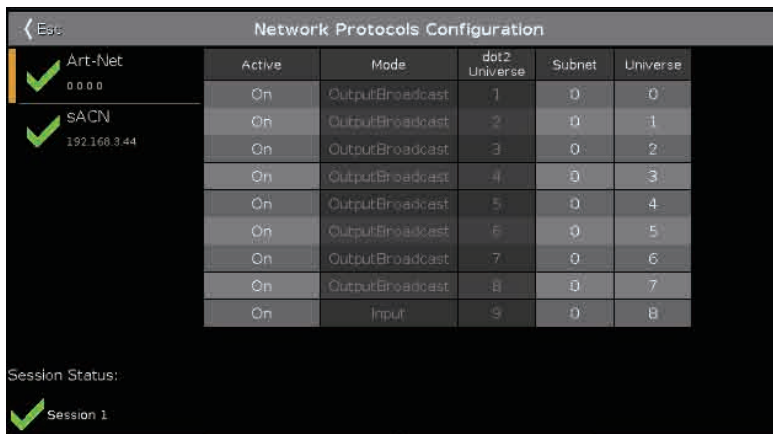 Esc Network Protocols Configuration
Art-Net
0.0.0.0
sACN
192.168.3.44
Active Mode dot2 Universe Subnet Universe
On OutputBroadcast 1 0 0
On OutputBroadcast 2 0 1
On OutputBroadcast 3 0 2
On OutputBroadcast 4 0 3
On OutputBroadcast 5 0 4
On OutputBroadcast 6 0 5
On OutputBroadcast 7 0 6
On OutputBroadcast 8 0 7
On Input 9 0 8
Session Status:
Session 1